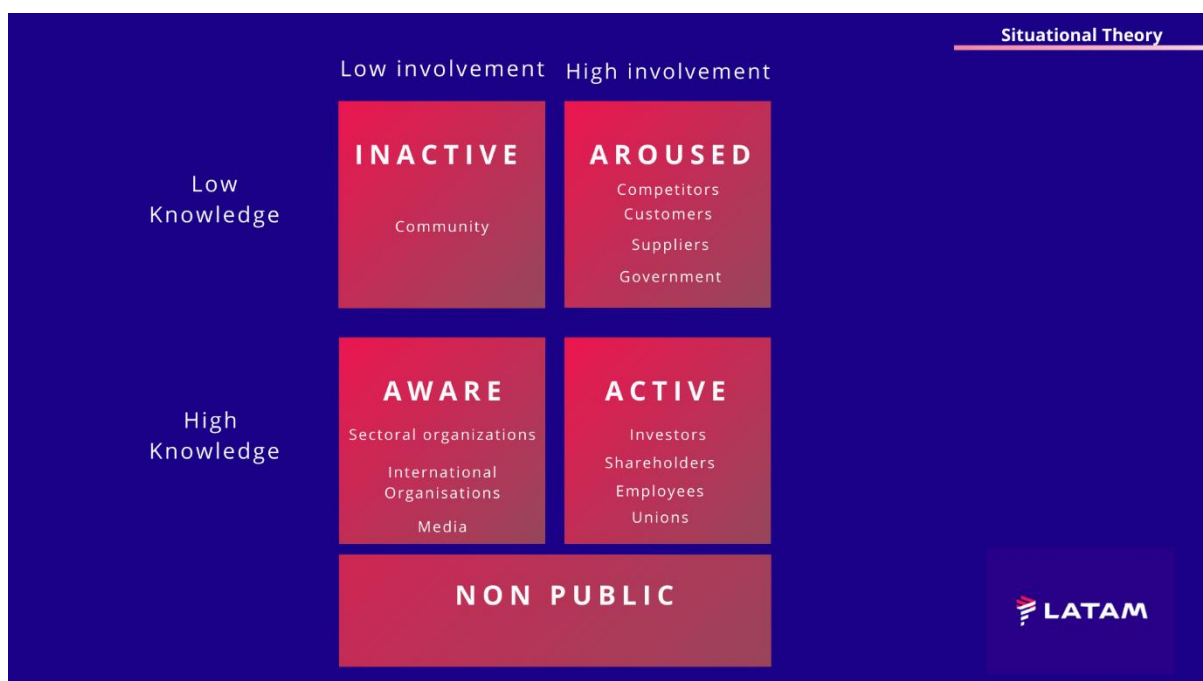 Situational Theory
Low involvement
High involvement
Low
Knowledge
INACTIVE
Community
AROUSED
Competitors
Customers
Suppliers
Government
High
Knowledge
AWARE
Sectoral organizations
International
Organisations
Media
ACTIVE
Investors
Shareholders
Employees
Unions
NON PUBLIC
LATAM